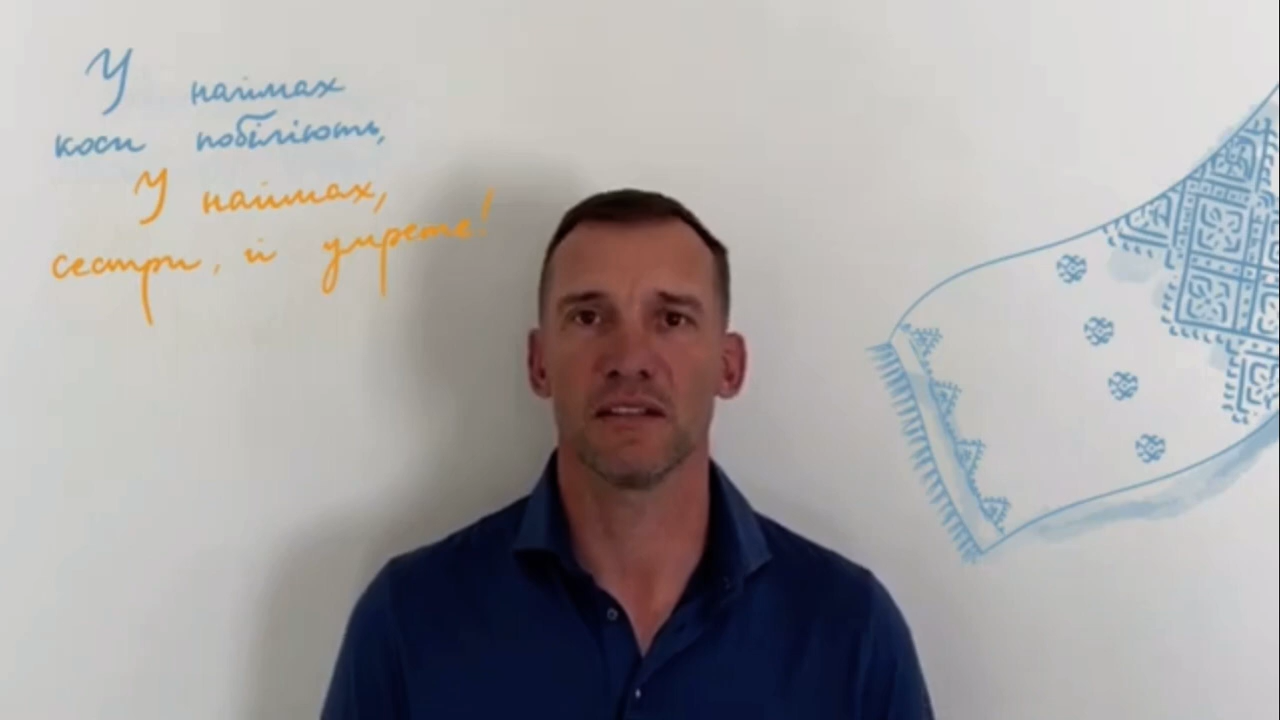 У наймах
коси побіліють,
У наймах,
сестри, й умрете!